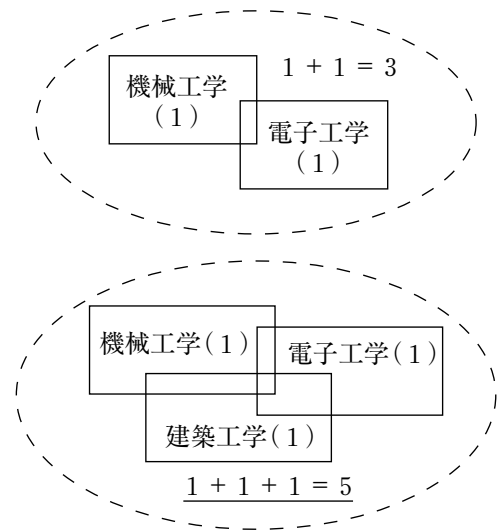 1 + 1 = 3
機械工学
(1)
電子工学
(1)
機械工学(1)
電子工学(1)
建築工学(1)
1 + 1 + 1 = 5